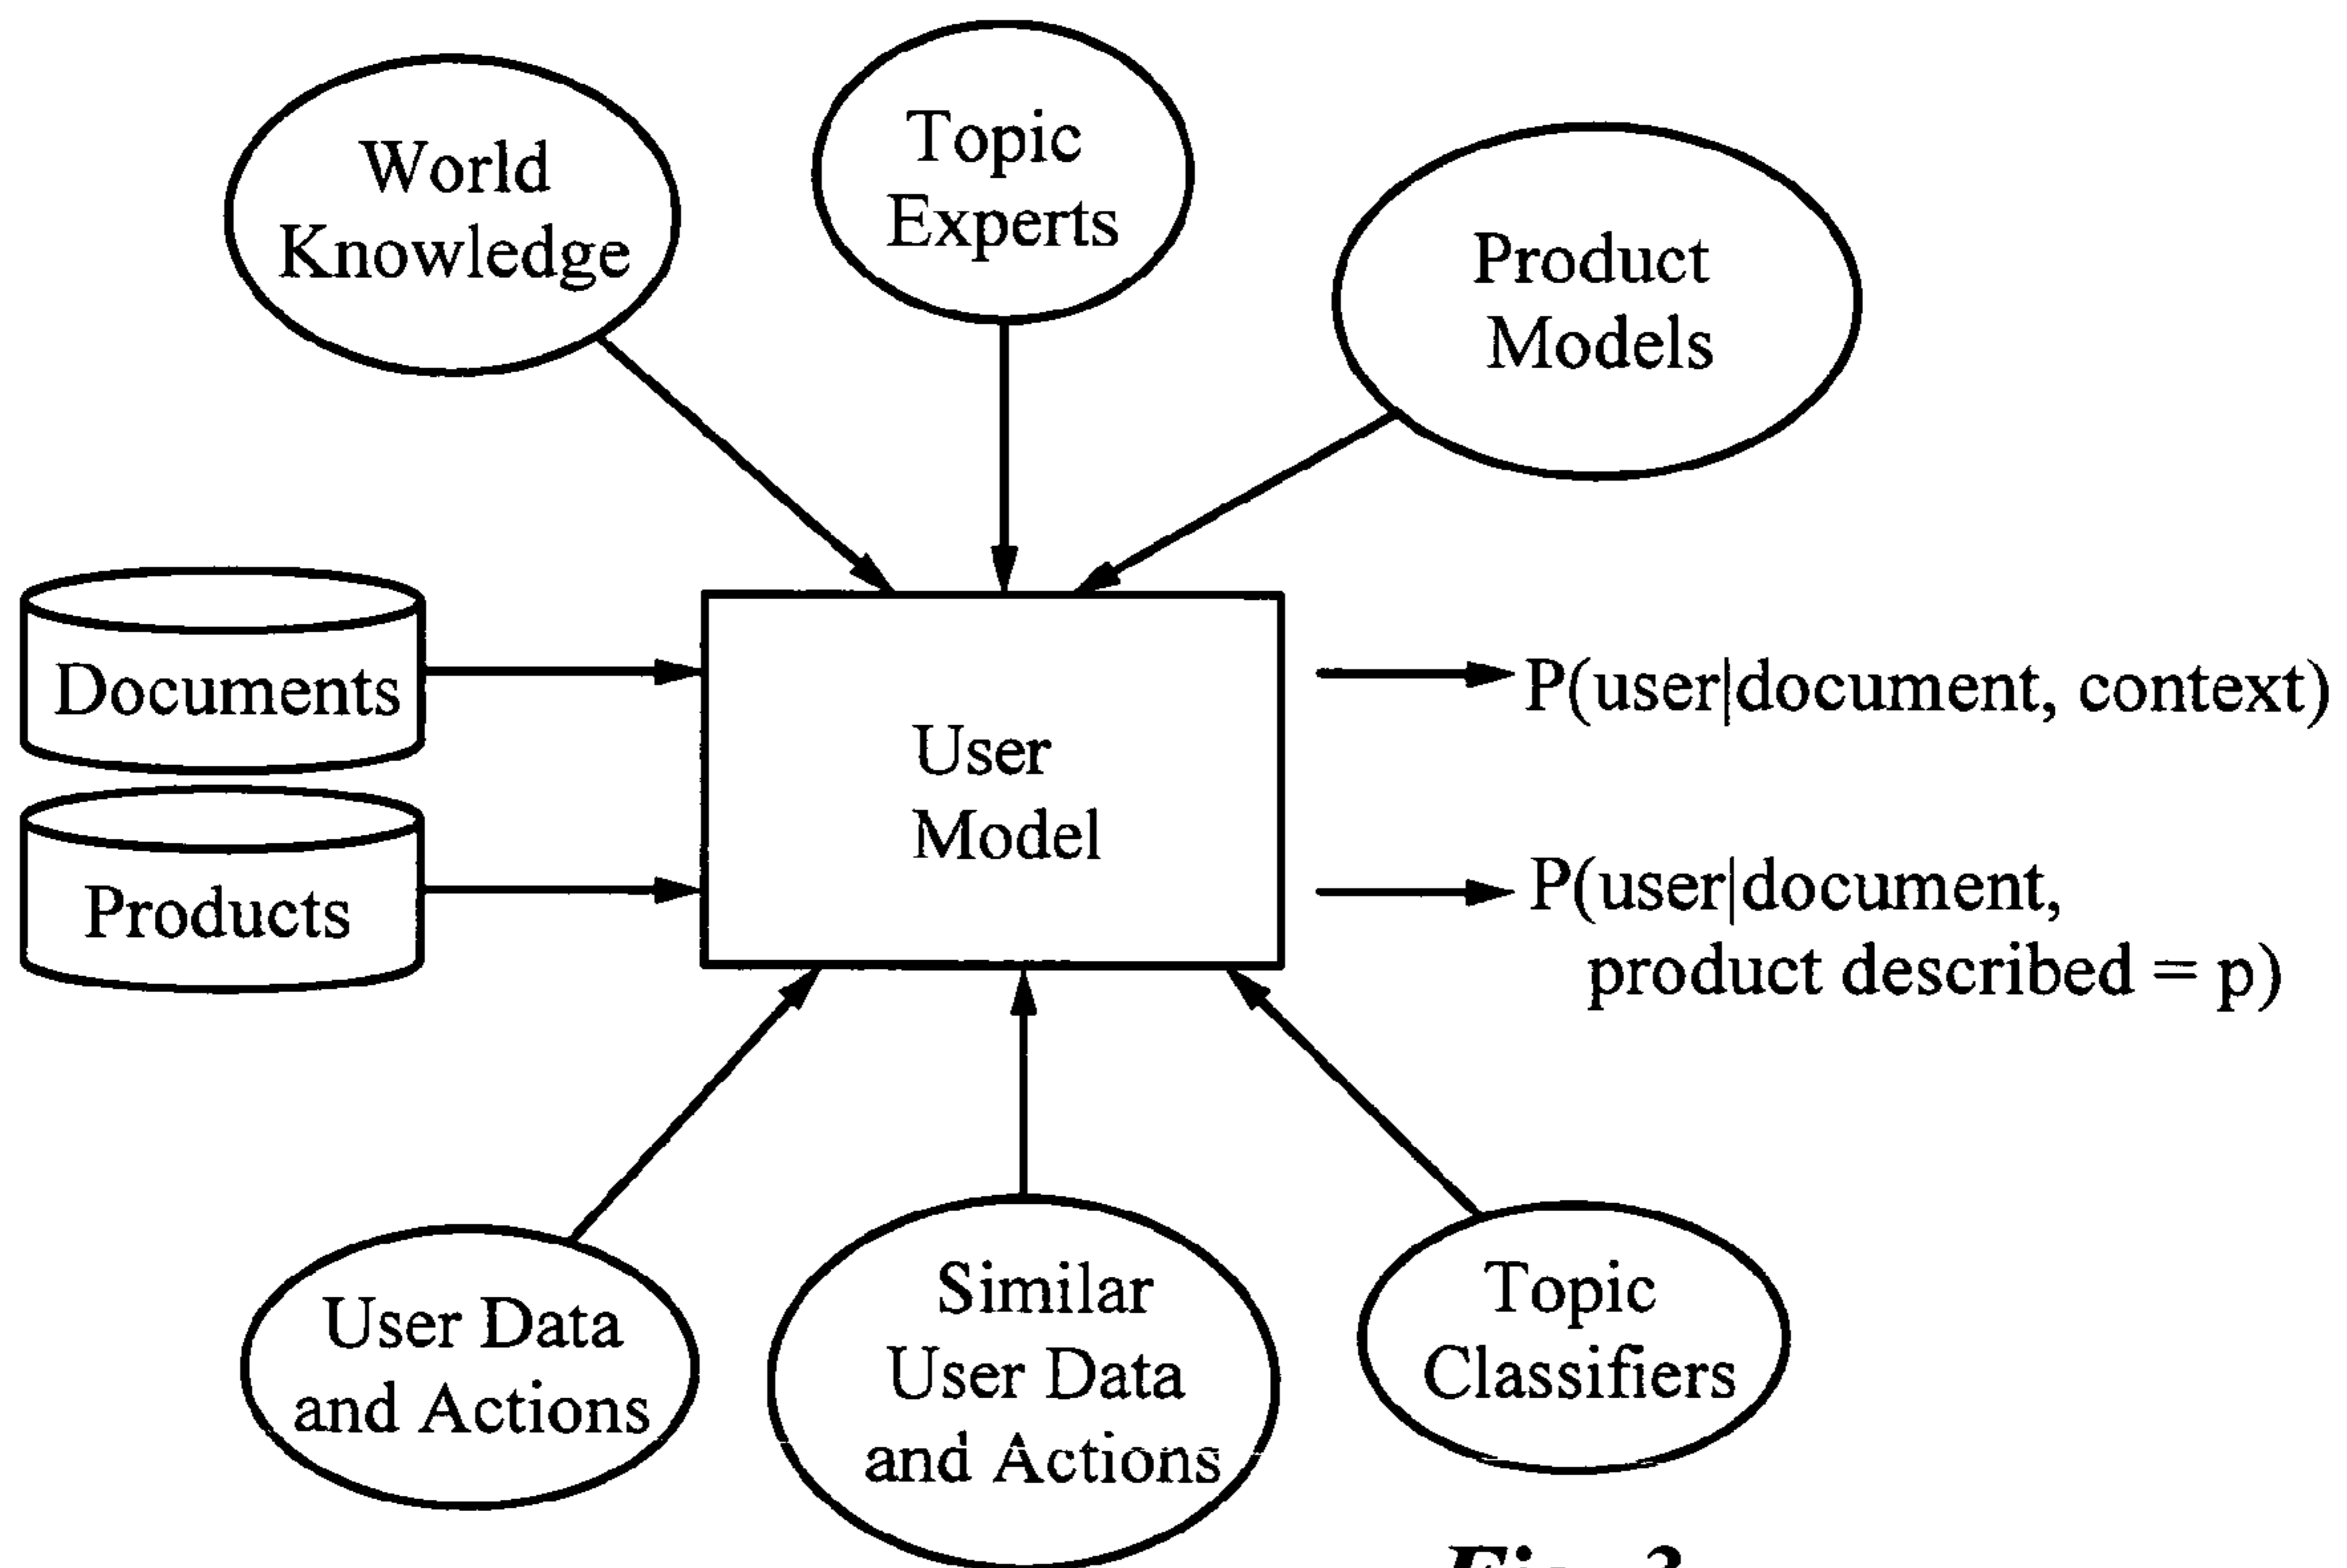 World
Knowledge
Topic
Experts
Product
Models
Documents
Products
User
Model
P(user|document, context)
P(user|document,
product described = p)
User Data
and Actions
Similar
User Data
and Actions
Topic
Classifiers